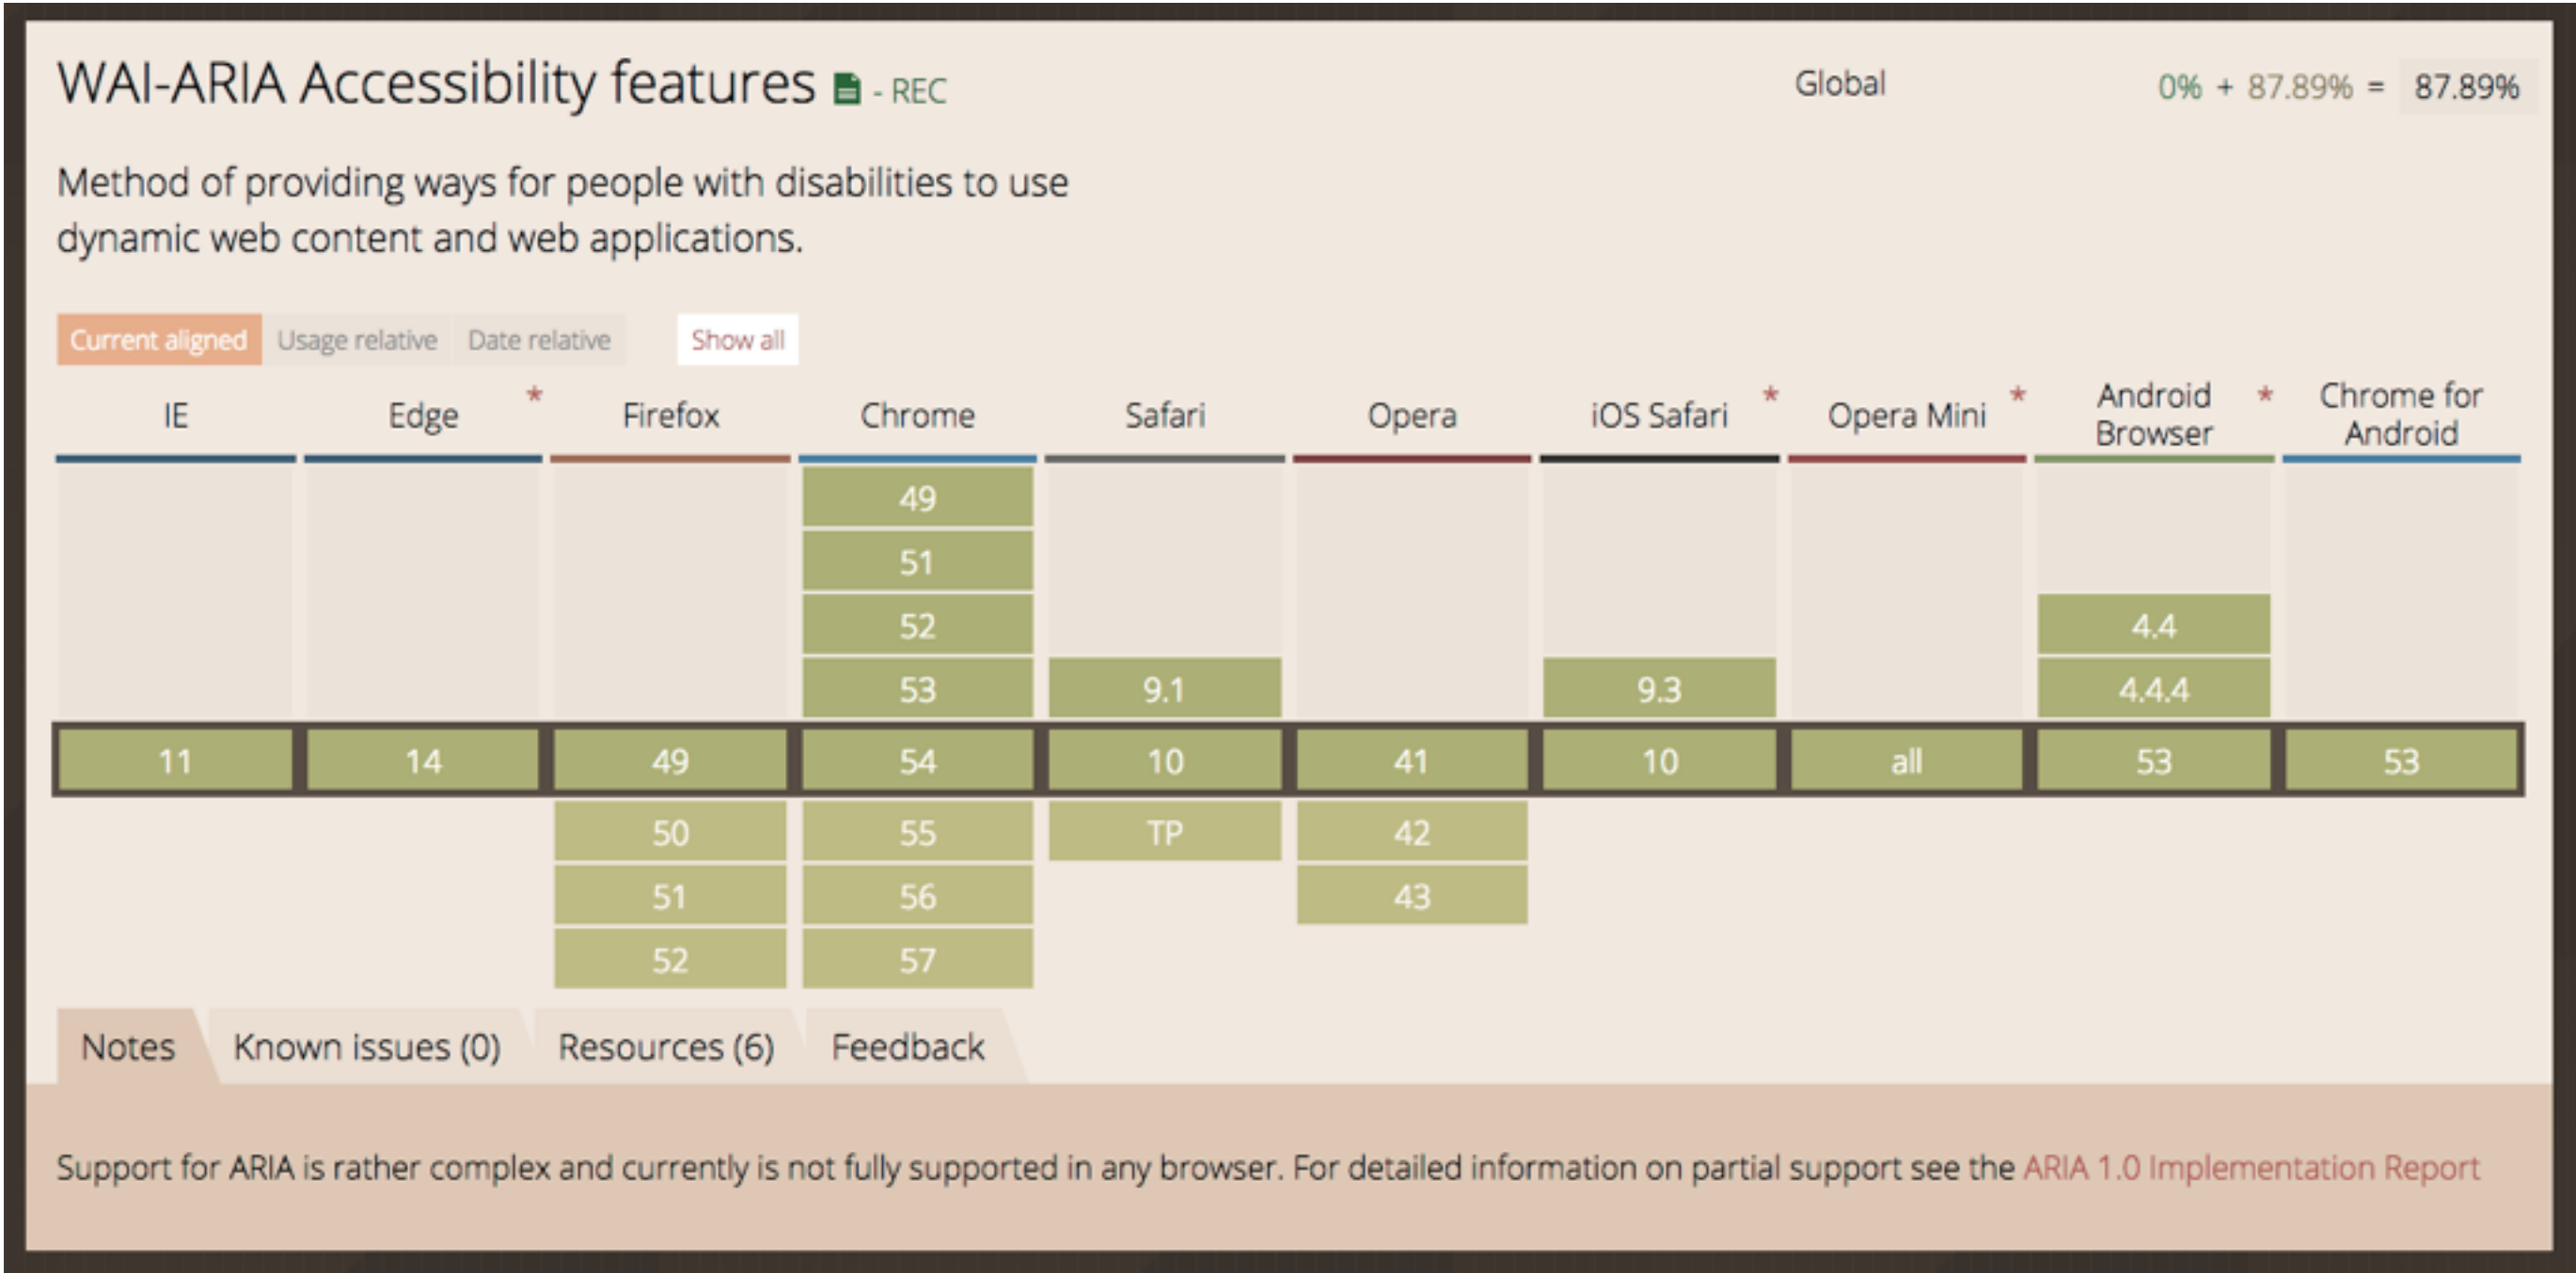 WAI-ARIA Accessibility features - REC
Global 0% + 87.89% = 87.89%
Method of providing ways for people with disabilities to use
dynamic web content and web applications.
Current aligned Usage relative Date relative Show all
IE Edge * Firefox Chrome Safari Opera iOS Safari * Opera Mini * Android Browser * Chrome for Android
49
51
52 4.4
53 9.1 9.3 4.4.4
11 14 49 54 10 41 10 all 53 53
50 55 TP 42
51 56 43
52 57
Notes Known issues (0) Resources (6) Feedback
Support for ARIA is rather complex and currently is not fully supported in any browser. For detailed information on partial support see the ARIA 1.0 Implementation Report